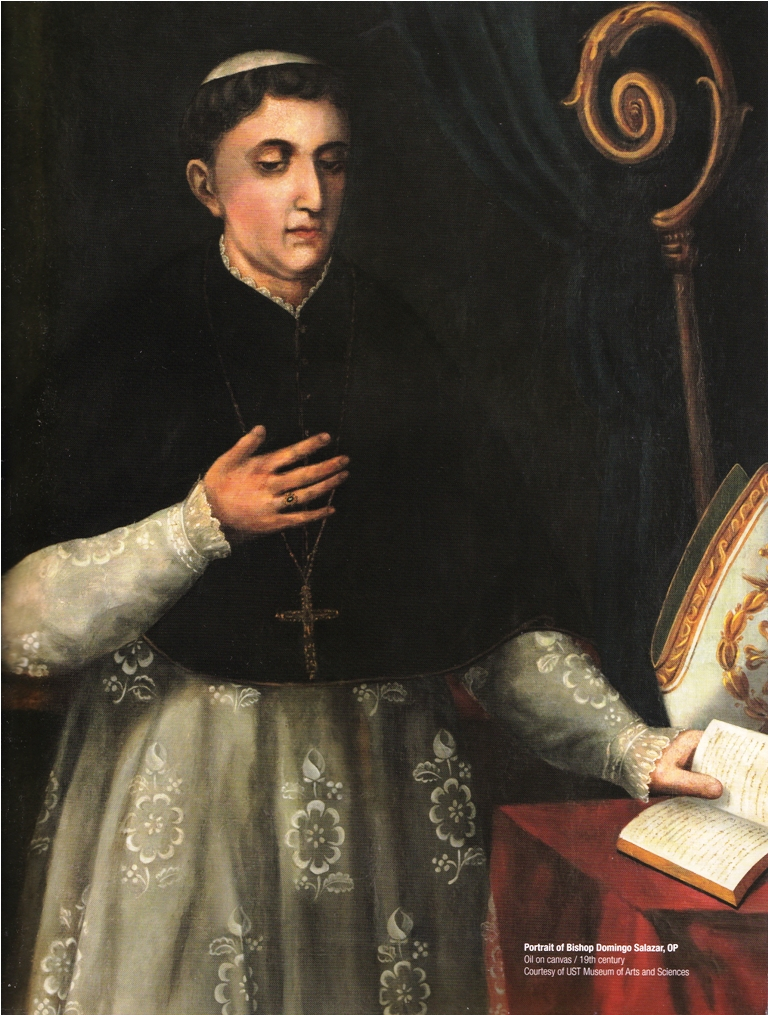 Portrait of Bishop Domingo Salazar, OP
Oil on canvas / 19th century
Courtesy of UST Museum of Arts and Sciences